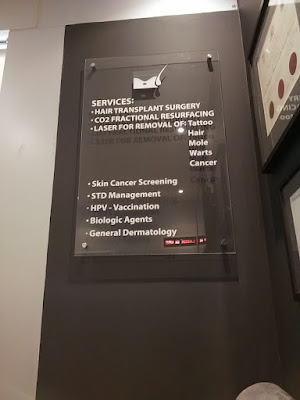 SERVICES:
• HAIR TRANSPLANT SURGERY
• CO2 FRACTIONAL RESURFACING
• LASER FOR REMOVAL OF: Tattoo
Hair
Mole
Warts
Cancer
• Skin Cancer Screening
• STD Management
• HPV - Vaccination
• Biologic Agents
• General Dermatology